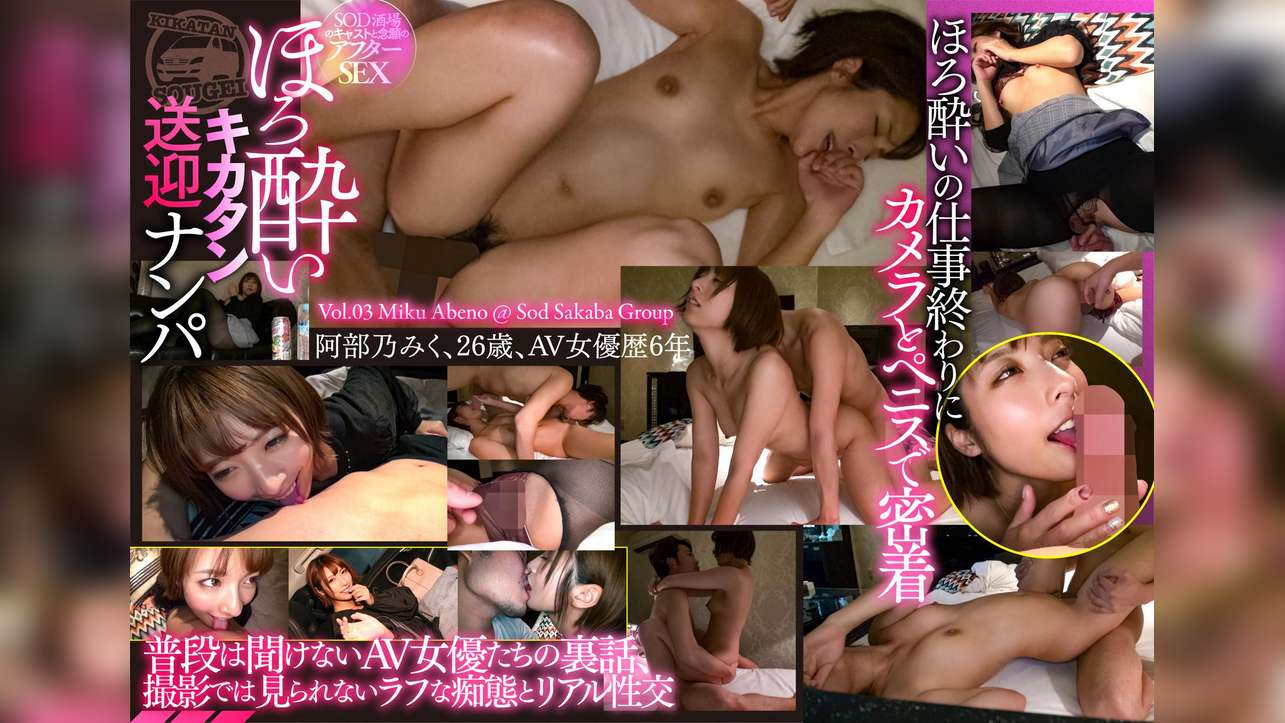 KIKATAN
SOUGEI
SOD酒場
のキャストと念願の
アフター
SEX
ほろ酔い
キカタン
送迎
ナンパ
Vol.03 Miku Abeno @ Sod Sakaba Group
阿部乃みく、26歳、AV女優歴6年
ほろ酔いの仕事終わりに
カメラとペニスで密着
普段は聞けないAV女優たちの裏話、
撮影では見られないラフな痴態とリアル性交